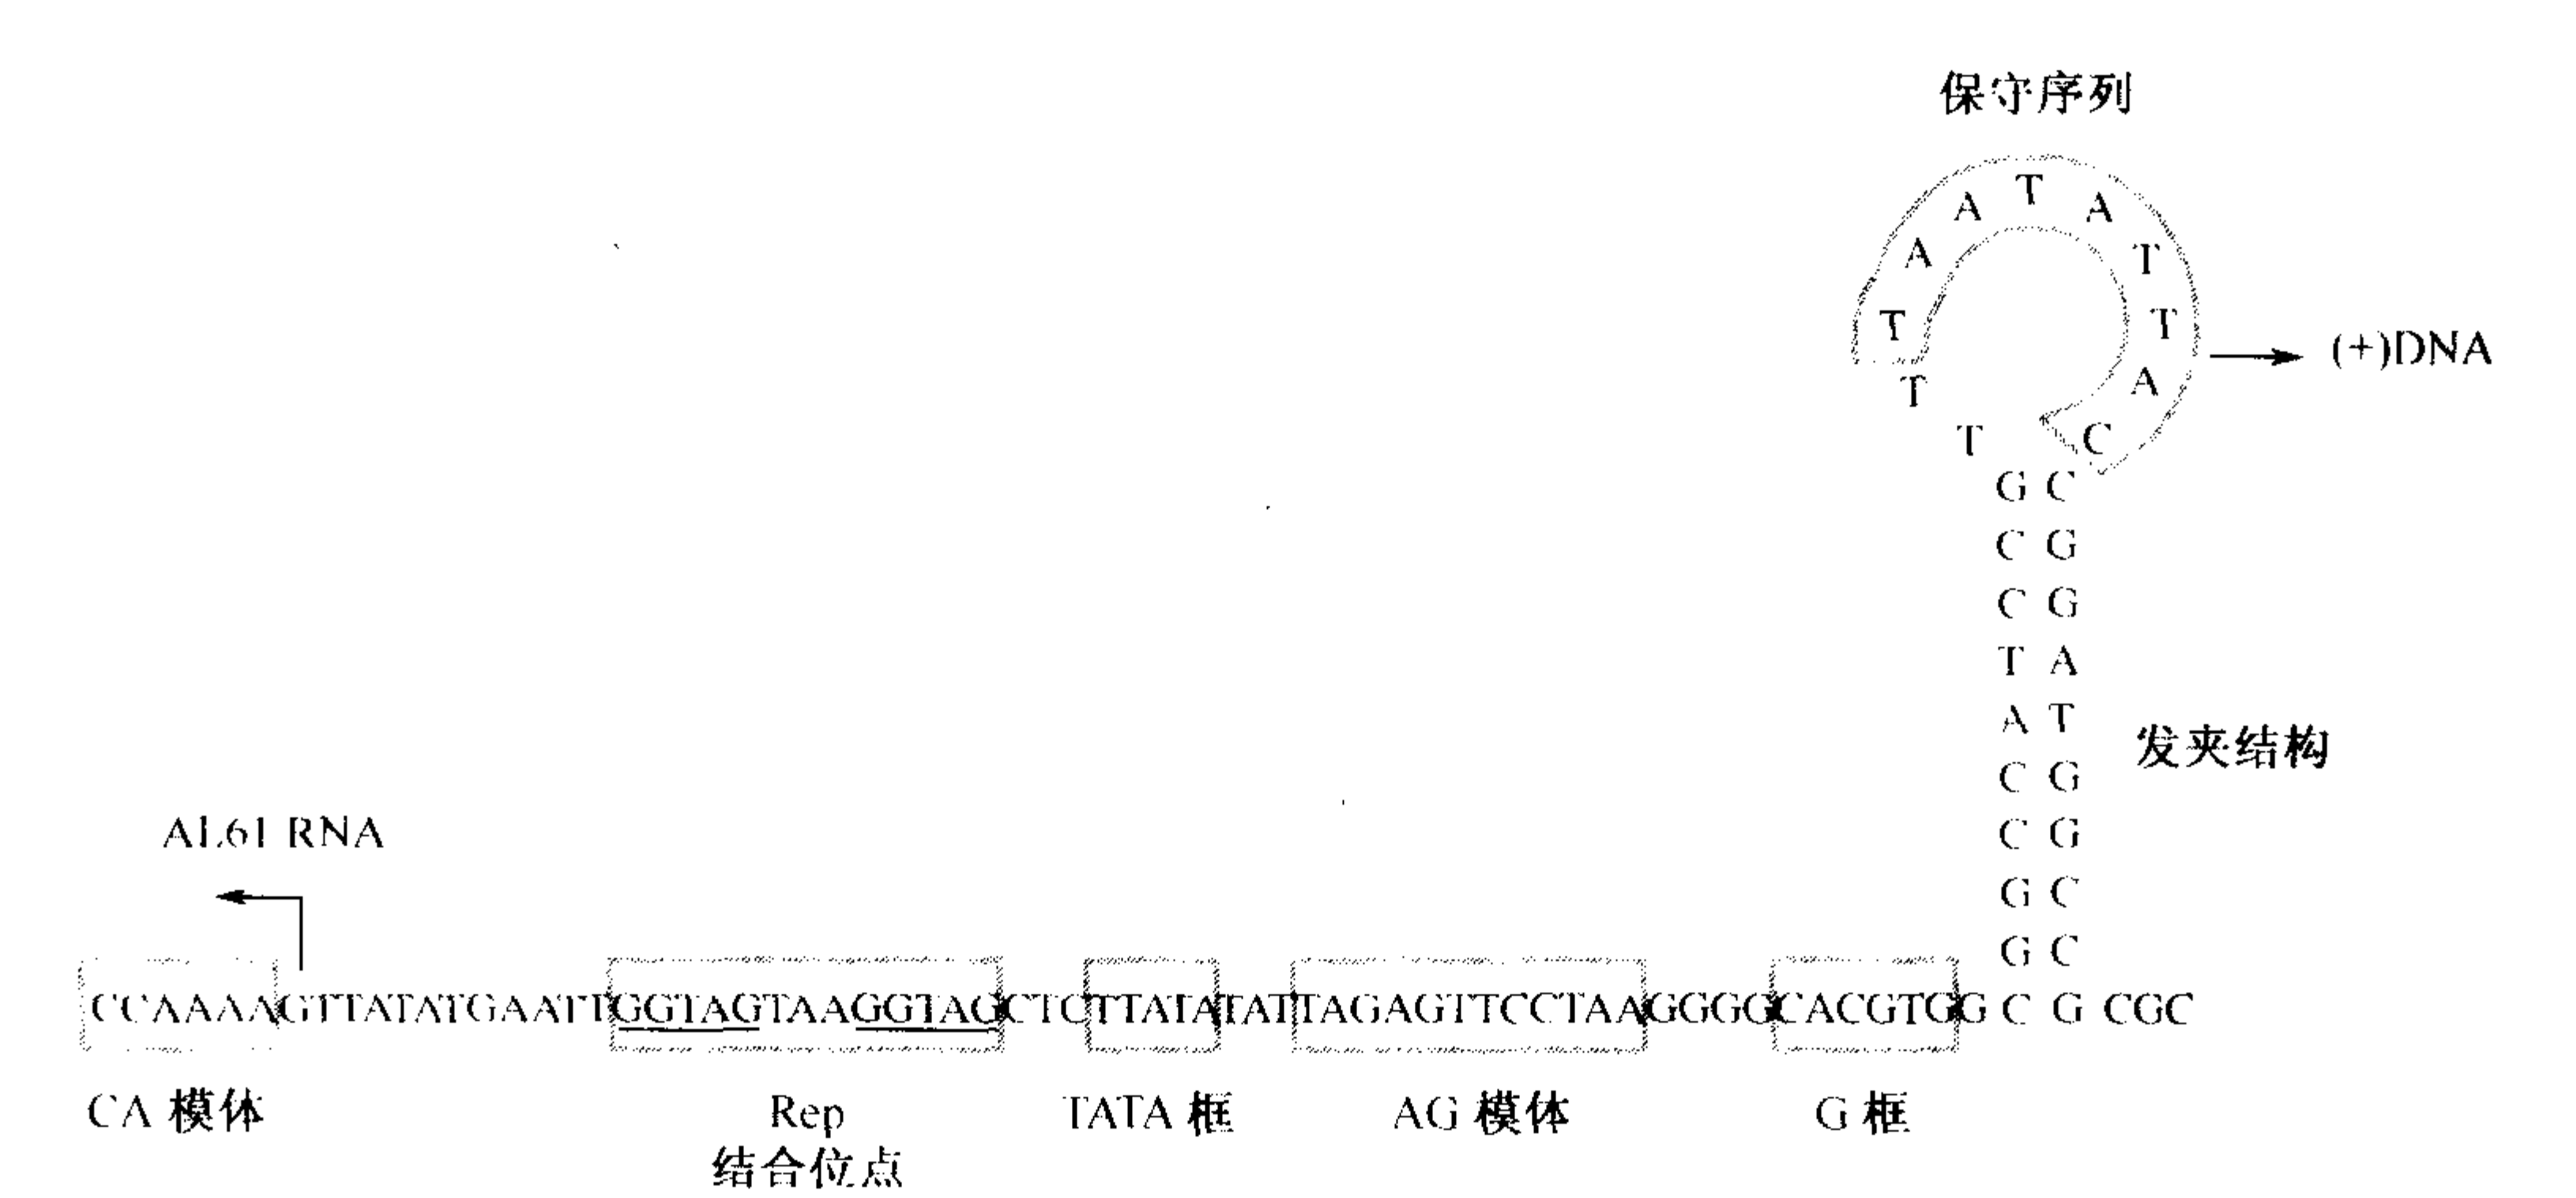 保守序列
T A A T A T T A C
(+)DNA
T
T
G C
C G
C G
T A
A T
C G
C G
G C
G C
发夹结构
AL61 RNA
CCAAAAGTTATATGAATTGGTAGTAAGGTAGCTCTTATATATTAGAGTTCCTAAGGGGCACGTGG C G CGC
CA 模体
Rep
结合位点
TATA 框
AG 模体
G 框